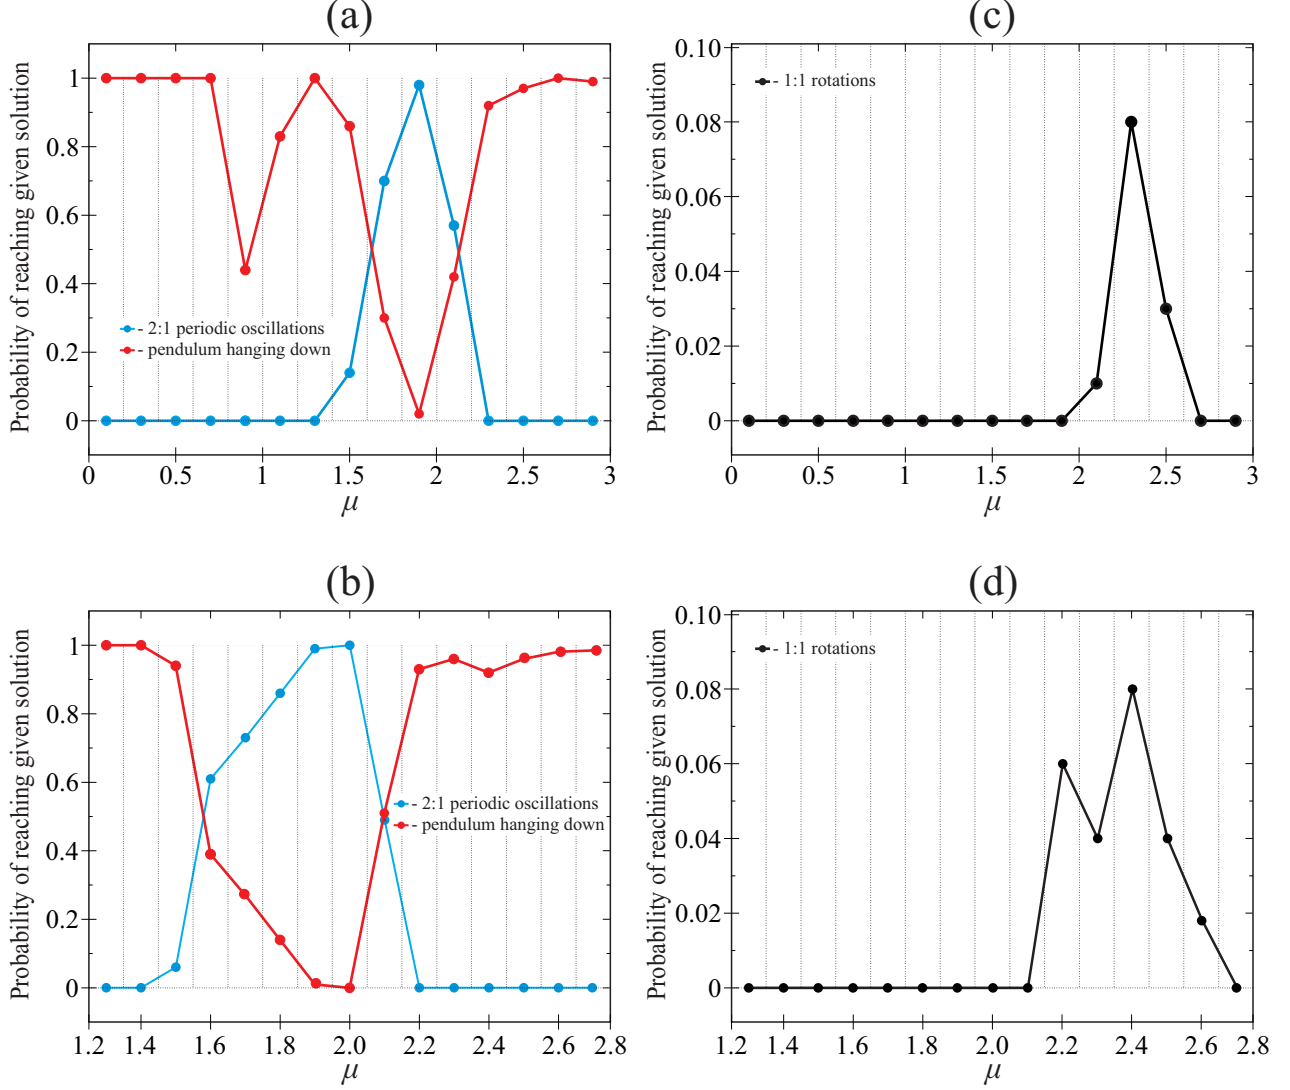 (a)
Probability of reaching given solution
1
0.8
0.6
0.4
0.2
0
- 2:1 periodic oscillations
- pendulum hanging down
0 0.5 1 1.5 2 2.5 3
μ
(c)
Probability of reaching given solution
0.10
0.08
0.06
0.04
0.02
0
- 1:1 rotations
0 0.5 1 1.5 2 2.5 3
μ
(b)
Probability of reaching given solution
1
0.8
0.6
0.4
0.2
0
- 2:1 periodic oscillations
- pendulum hanging down
1.2 1.4 1.6 1.8 2.0 2.2 2.4 2.6 2.8
μ
(d)
Probability of reaching given solution
0.10
0.08
0.06
0.04
0.02
0
- 1:1 rotations
1.2 1.4 1.6 1.8 2.0 2.2 2.4 2.6 2.8
μ